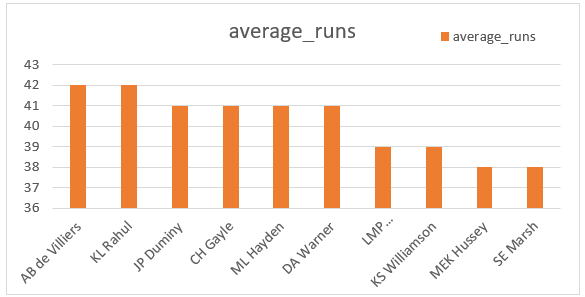 average_runs
average_runs
43
42
41
40
39
38
37
36
AB de Villiers
KL Rahul
JP Duminy
CH Gayle
ML Hayden
DA Warner
LMP...
KS Williamson
MEK Hussey
SE Marsh